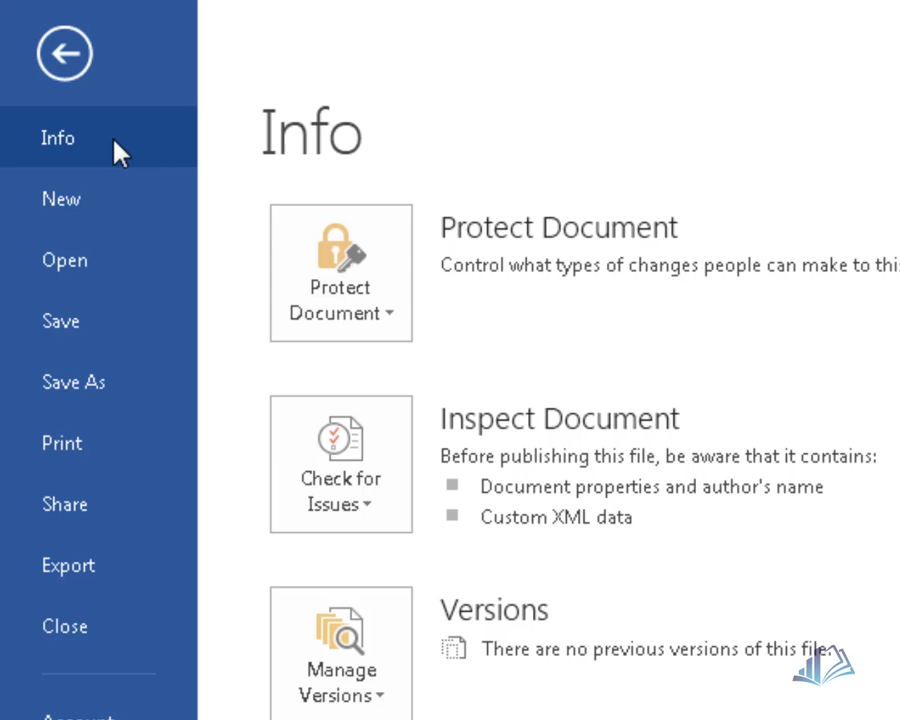 Info
New
Open
Save
Save As
Print
Share
Export
Close
Account
Info
Protect
Document
Protect Document
Control what types of changes people can make to this
Check for
Issues
Inspect Document
Before publishing this file, be aware that it contains:
Document properties and author's name
Custom XML data
Manage
Versions
Versions
There are no previous versions of this file.